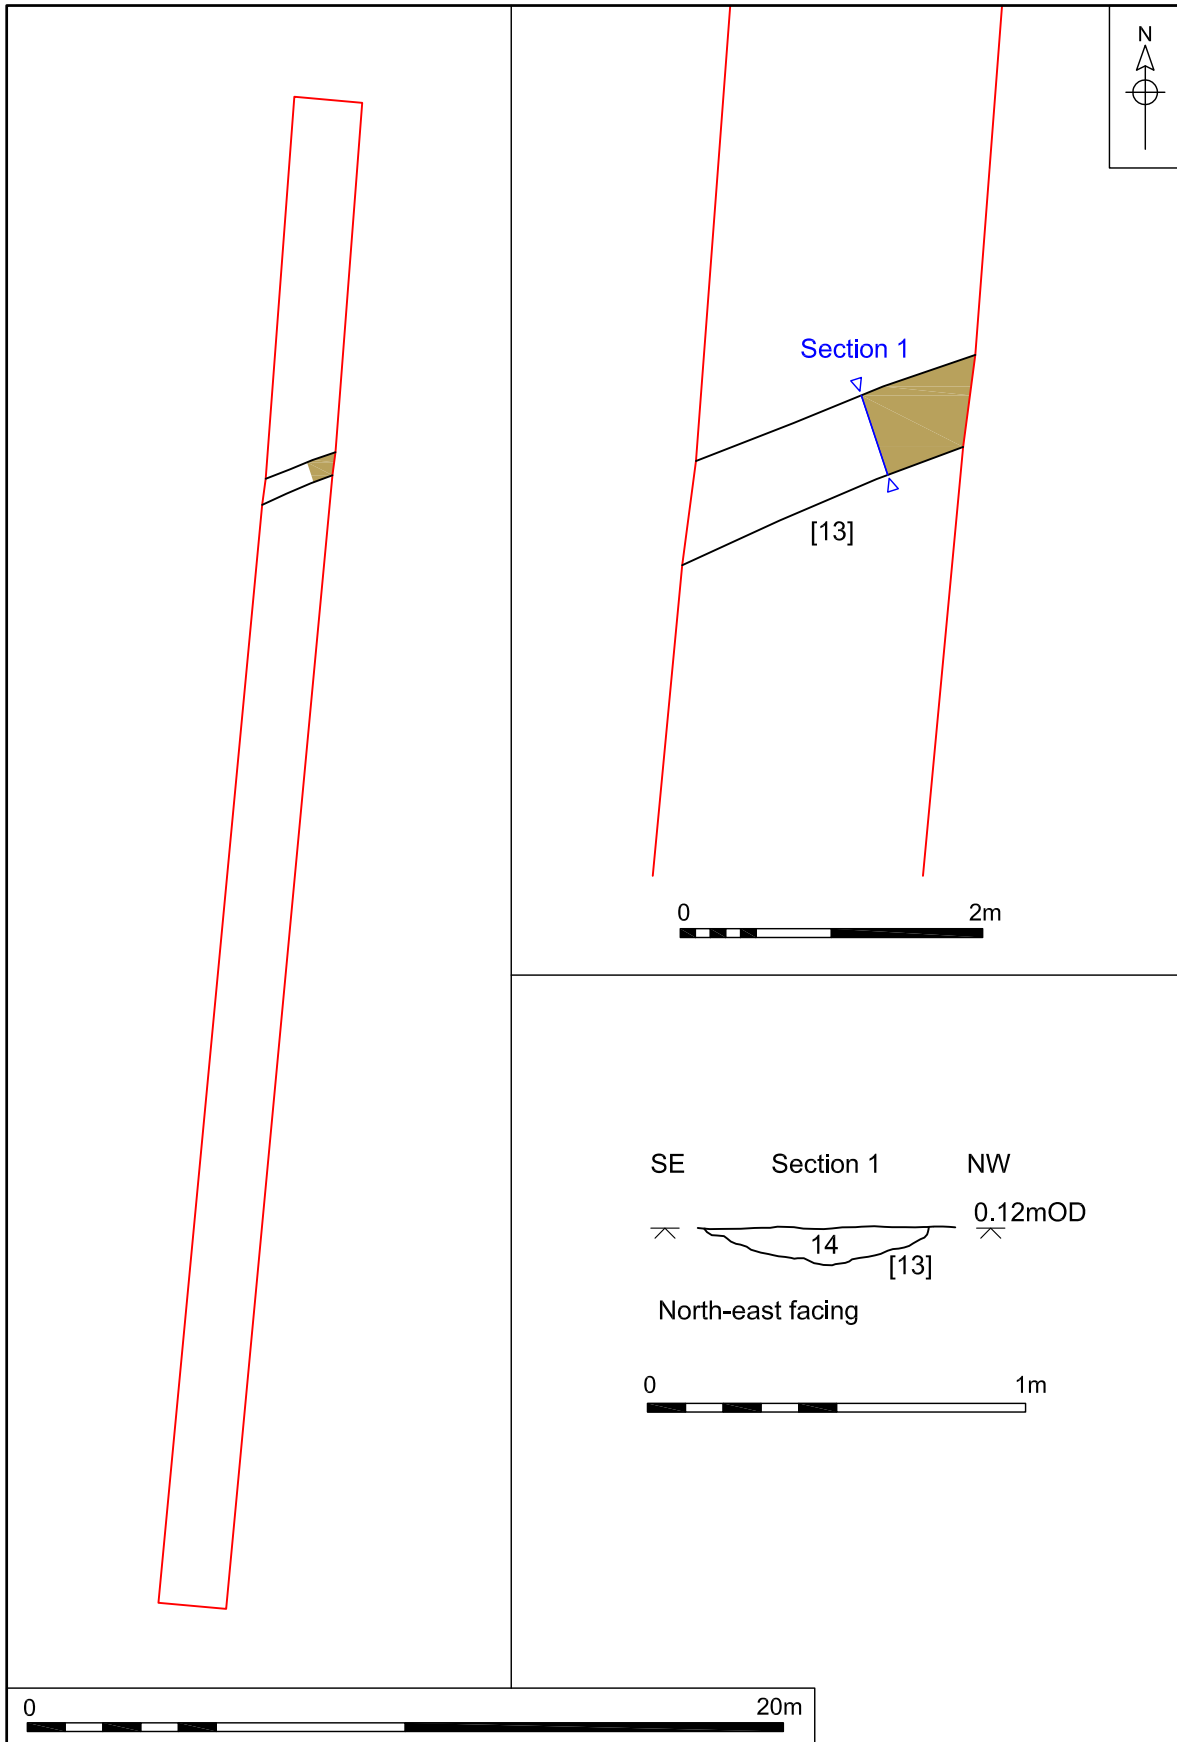 N
Section 1
[13]
0 2m
SE Section 1 NW
0.12mOD
14
[13]
North-east facing
0 1m
0 20m